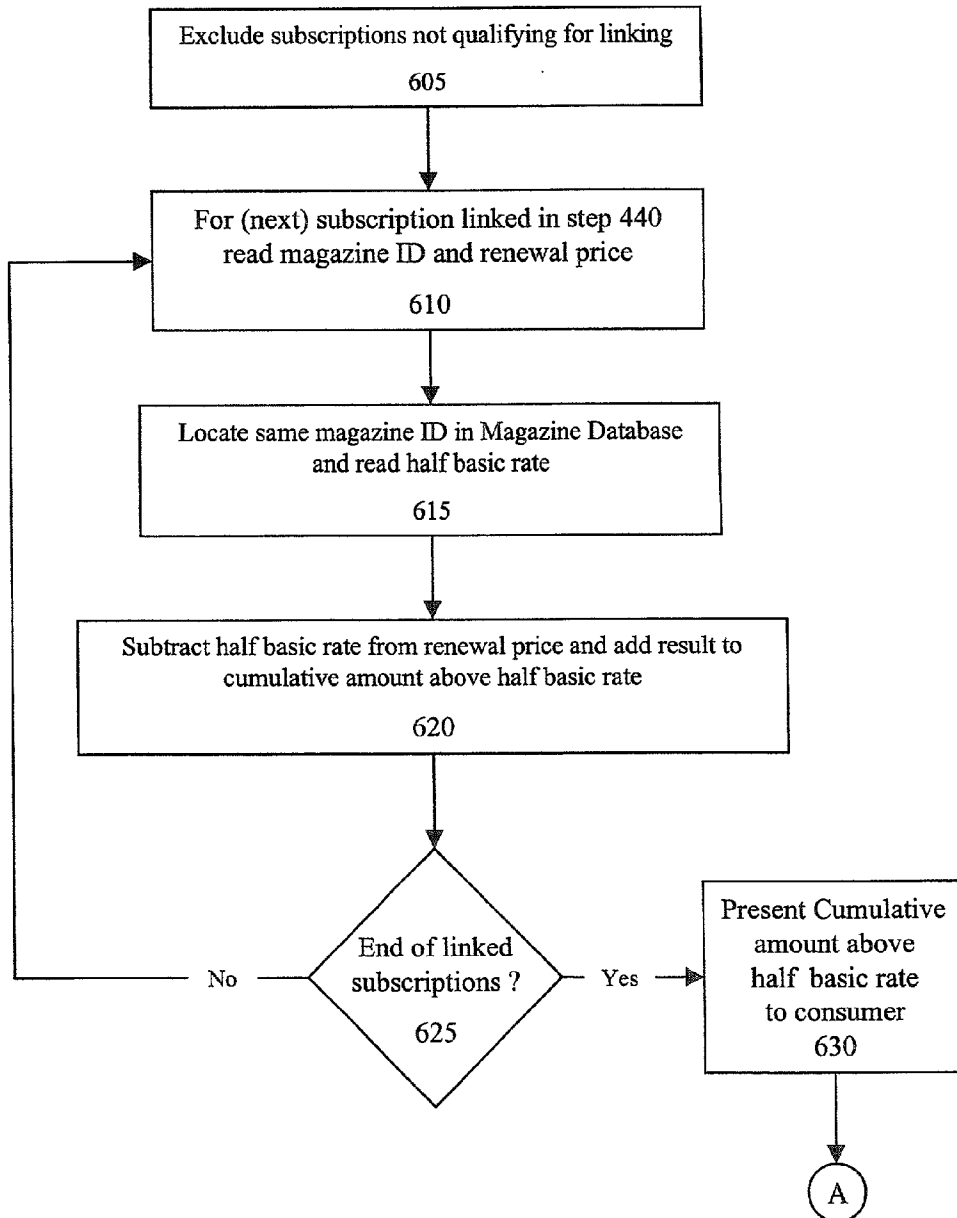 Exclude subscriptions not qualifying for linking
605
For (next) subscription linked in step 440
read magazine ID and renewal price
610
Locate same magazine ID in Magazine Database
and read half basic rate
615
Subtract half basic rate from renewal price and add result to
cumulative amount above half basic rate
620
End of linked
subscriptions ?
625
No
Yes
Present Cumulative
amount above
half basic rate
to consumer
630
A